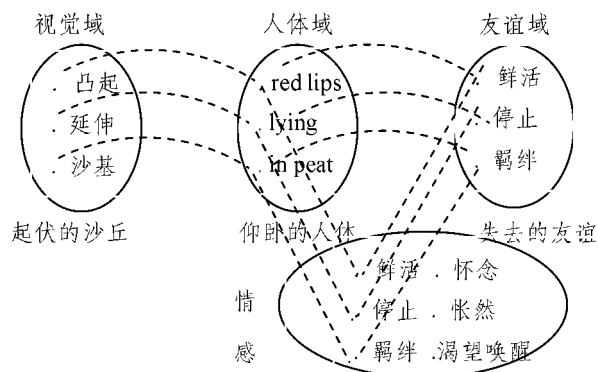 视觉域 人体域 友谊域
. 凸起 red lips 鲜活
. 延伸 lying 停止
. 沙基 in peat 羁绊
起伏的沙丘 仰卧的人体 失去的友谊
鲜活 . 怀念
情 停止 . 怅然
感 羁绊 .渴望唤醒